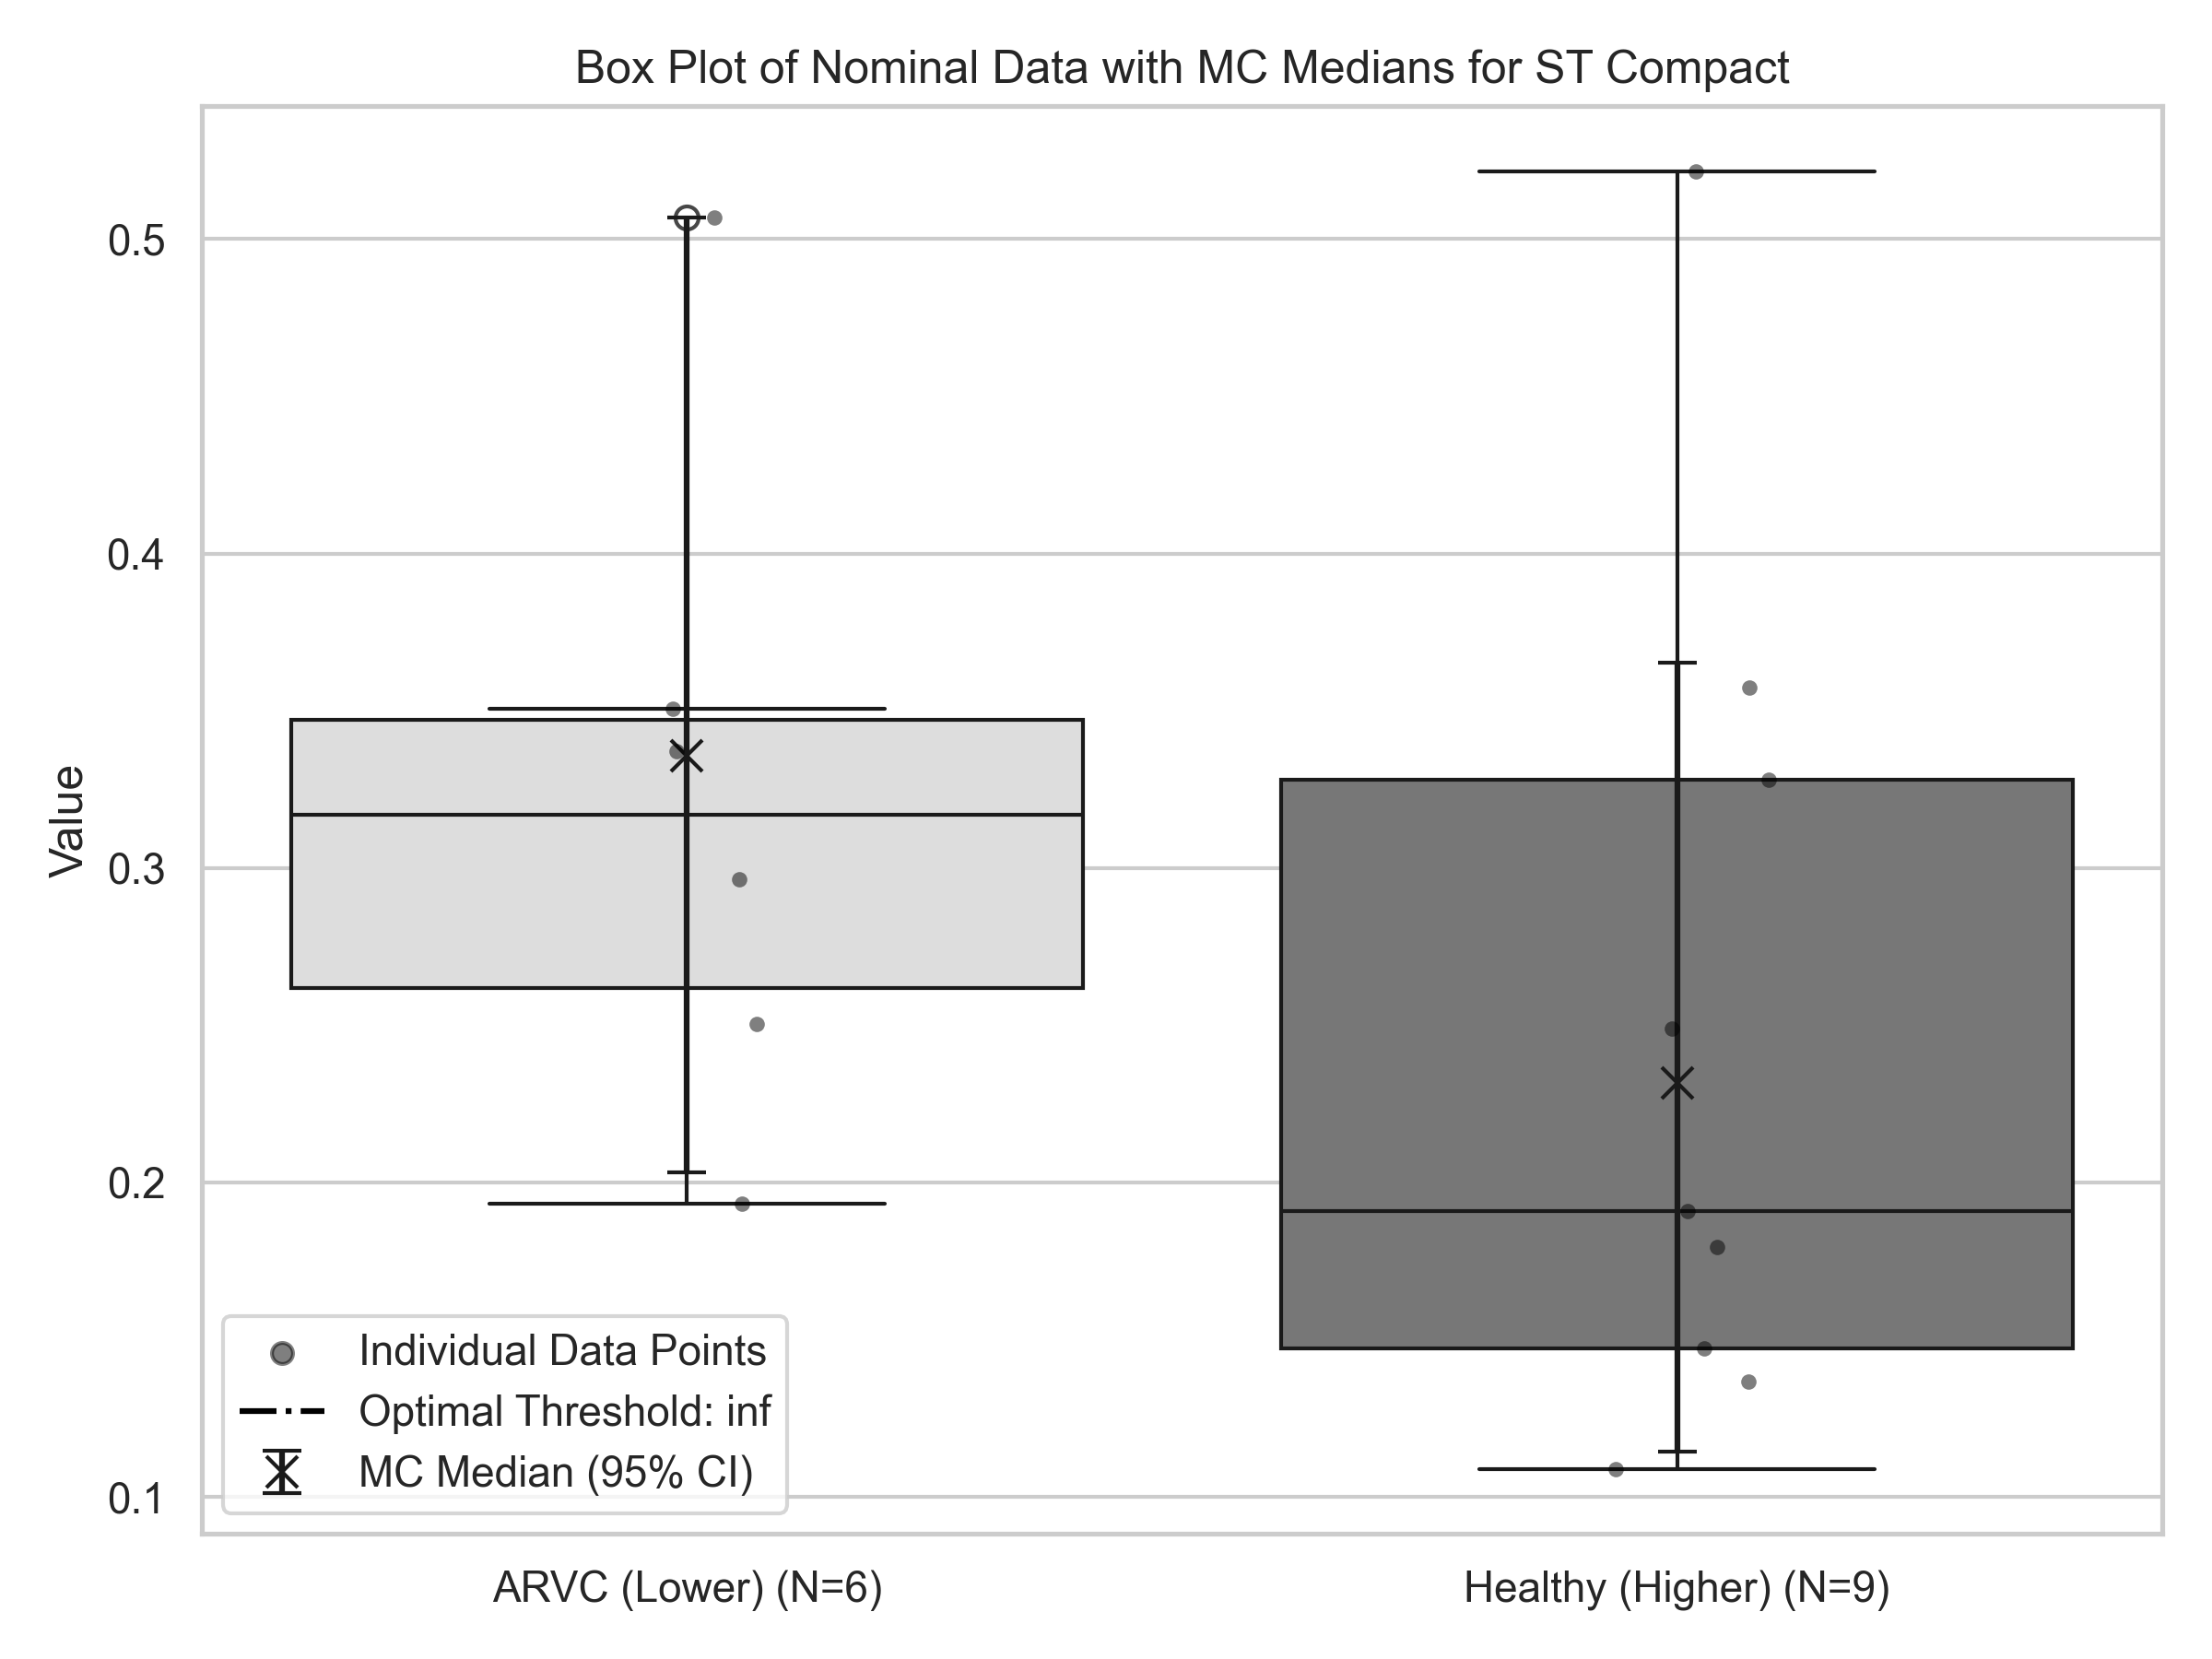 Box Plot of Nominal Data with MC Medians for ST Compact
Value
0.5
0.4
0.3
0.2
0.1
Individual Data Points
Optimal Threshold: inf
MC Median (95% CI)
ARVC (Lower) (N=6)
Healthy (Higher) (N=9)